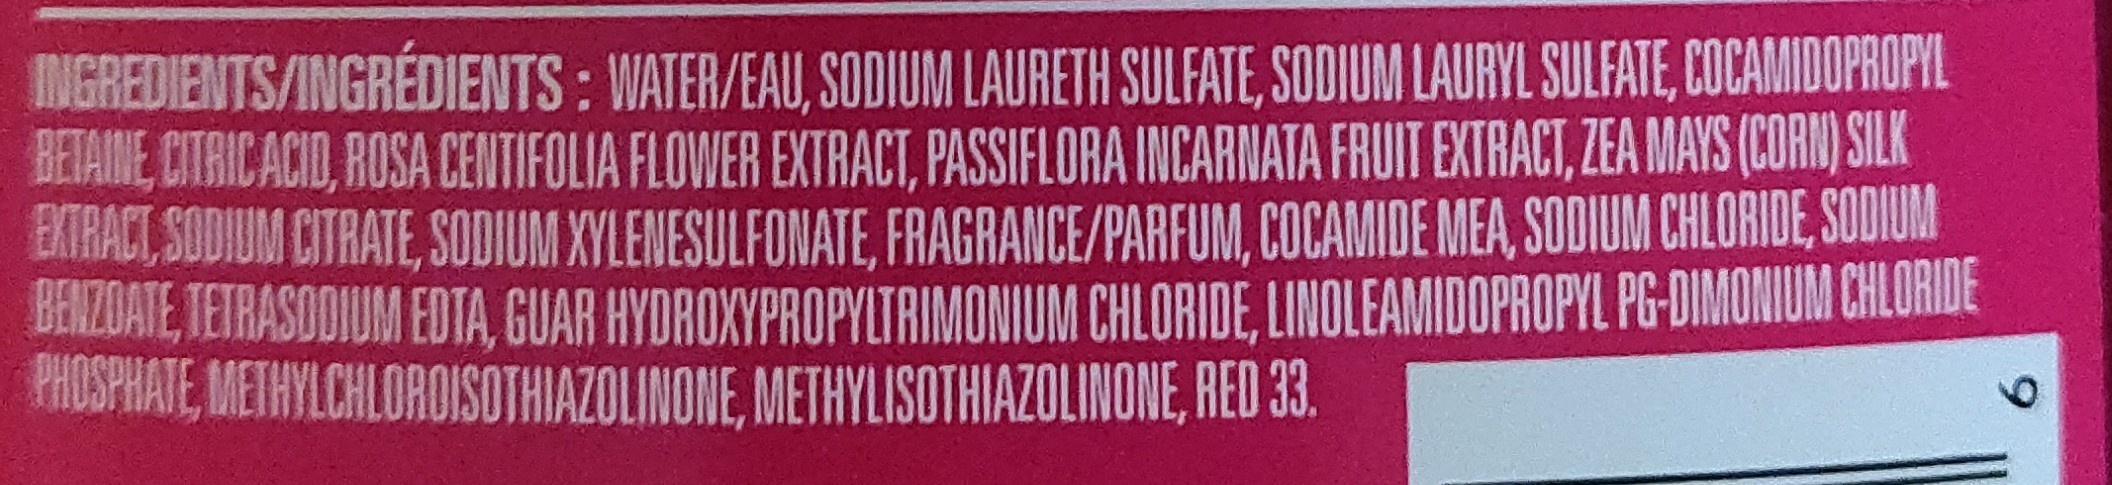 INGREDIENTS/INGRÉDIENTS : WATER/EAU, SODIUM LAURETH SULFATE, SODIUM LAURYL SULFATE, COCAMIDOPROPYL
BETAINE, CITRIC ACID, ROSA CENTIFOLIA FLOWER EXTRACT, PASSIFLORA INCARNATA FRUIT EXTRACT, ZEA MAYS (CORN) SILK
EXTRACT, SODIUM CITRATE, SODIUM XYLENESULFONATE, FRAGRANCE/PARFUM, COCAMIDE MEA, SODIUM CHLORIDE, SODIUM
BENZOATE, TETRASODIUM EDTA, GUAR HYDROXYPROPYLTRIMONIUM CHLORIDE, LINOLEAMIDOPROPYL PG-DIMONIUM CHLORIDE
PHOSPHATE, METHYLCHLOROISOTHIAZOLINONE, METHYLISOTHIAZOLINONE, RED 33.
6